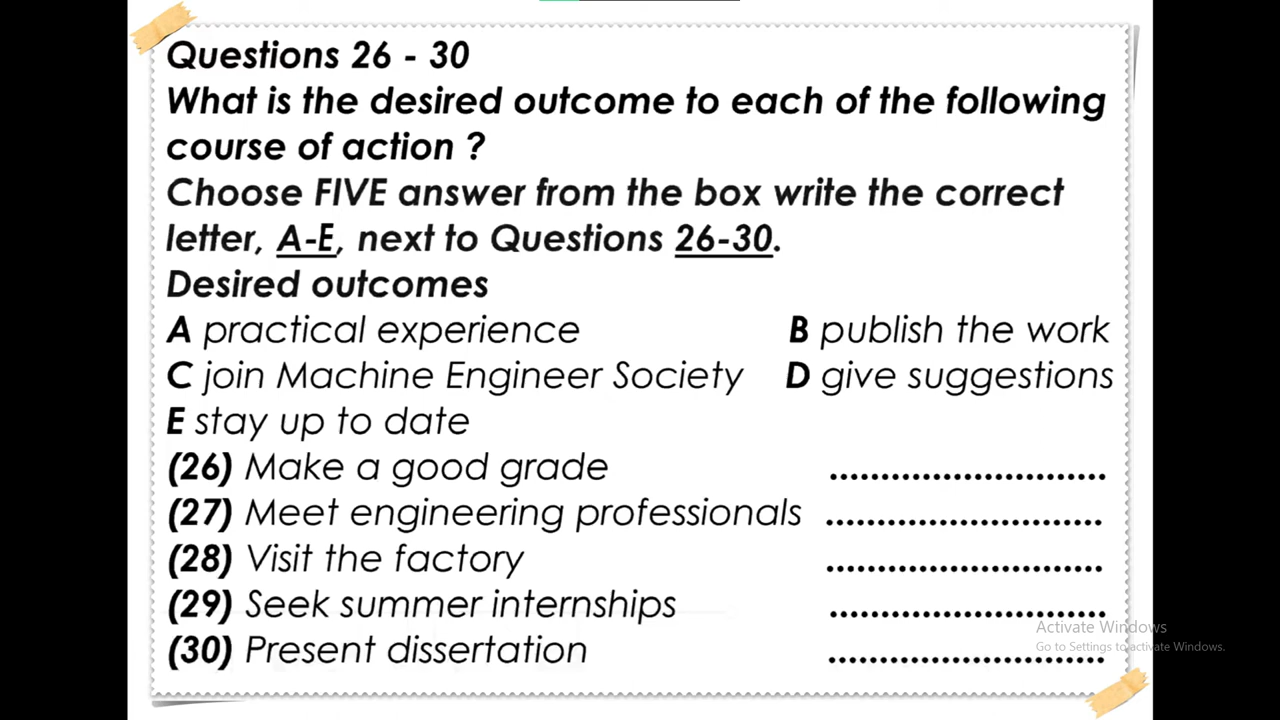 Questions 26 - 30
What is the desired outcome to each of the following
course of action ?
Choose FIVE answer from the box write the correct
letter, A-E, next to Questions 26-30.
Desired outcomes
A practical experience B publish the work
C join Machine Engineer Society D give suggestions
E stay up to date
(26) Make a good grade ...........................
(27) Meet engineering professionals ...........................
(28) Visit the factory ...........................
(29) Seek summer internships ...........................
(30) Present dissertation ...........................
Activate Windows
Go to Settings to activate Windows.